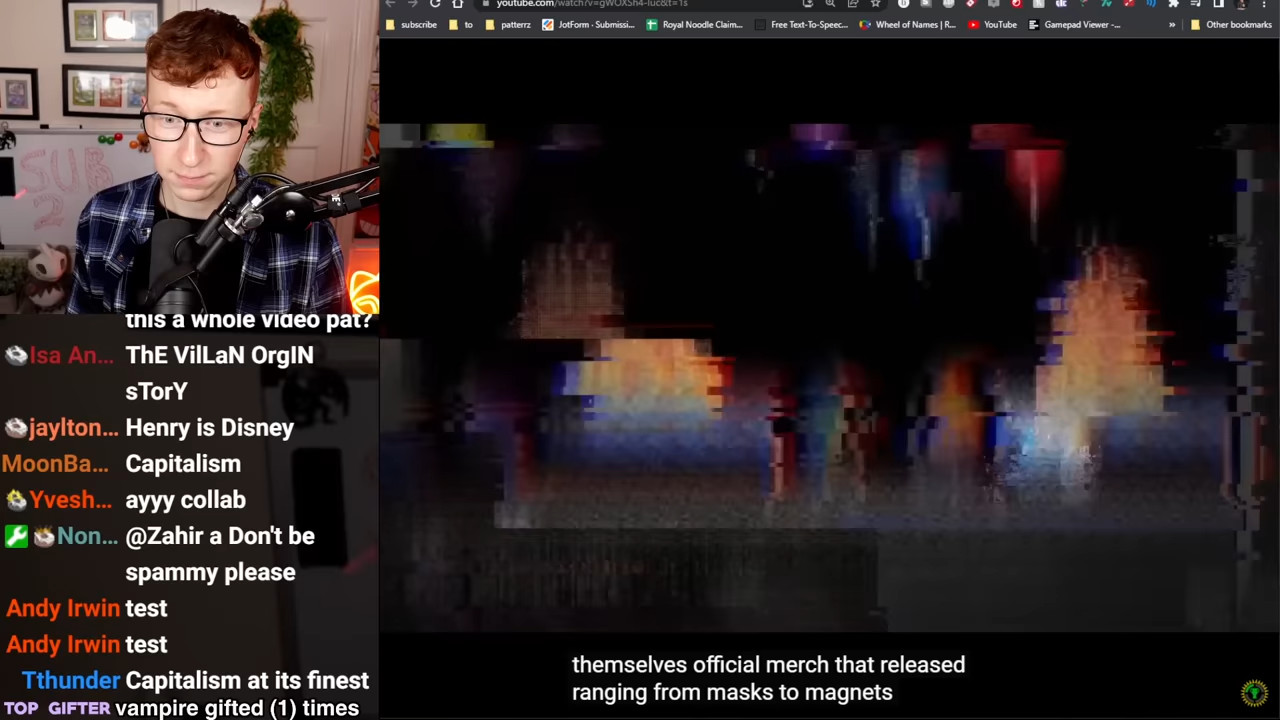 youtube.com/watch?v=gWOXSh4-Iuc&t=1s
subscribe
to
patterz
JotForm · Submissi...
Royal Noodle Claim...
Free Text-To-Speec...
Wheel of Names | R...
YouTube
Gamepad Viewer -...
»
Other bookmarks
SUB
2
this a whole video pat?
Isa An... ThE VilLaN OrgIN
sTorY
jaylton... Henry is Disney
MoonBa... Capitalism
Yvesh... ayyy collab
Non... @Zahir a Don't be
spammy please
Andy Irwin test
Andy Irwin test
Tthunder Capitalism at its finest
TOP GIFTER vampire gifted (1) times
themselves official merch that released
ranging from masks to magnets